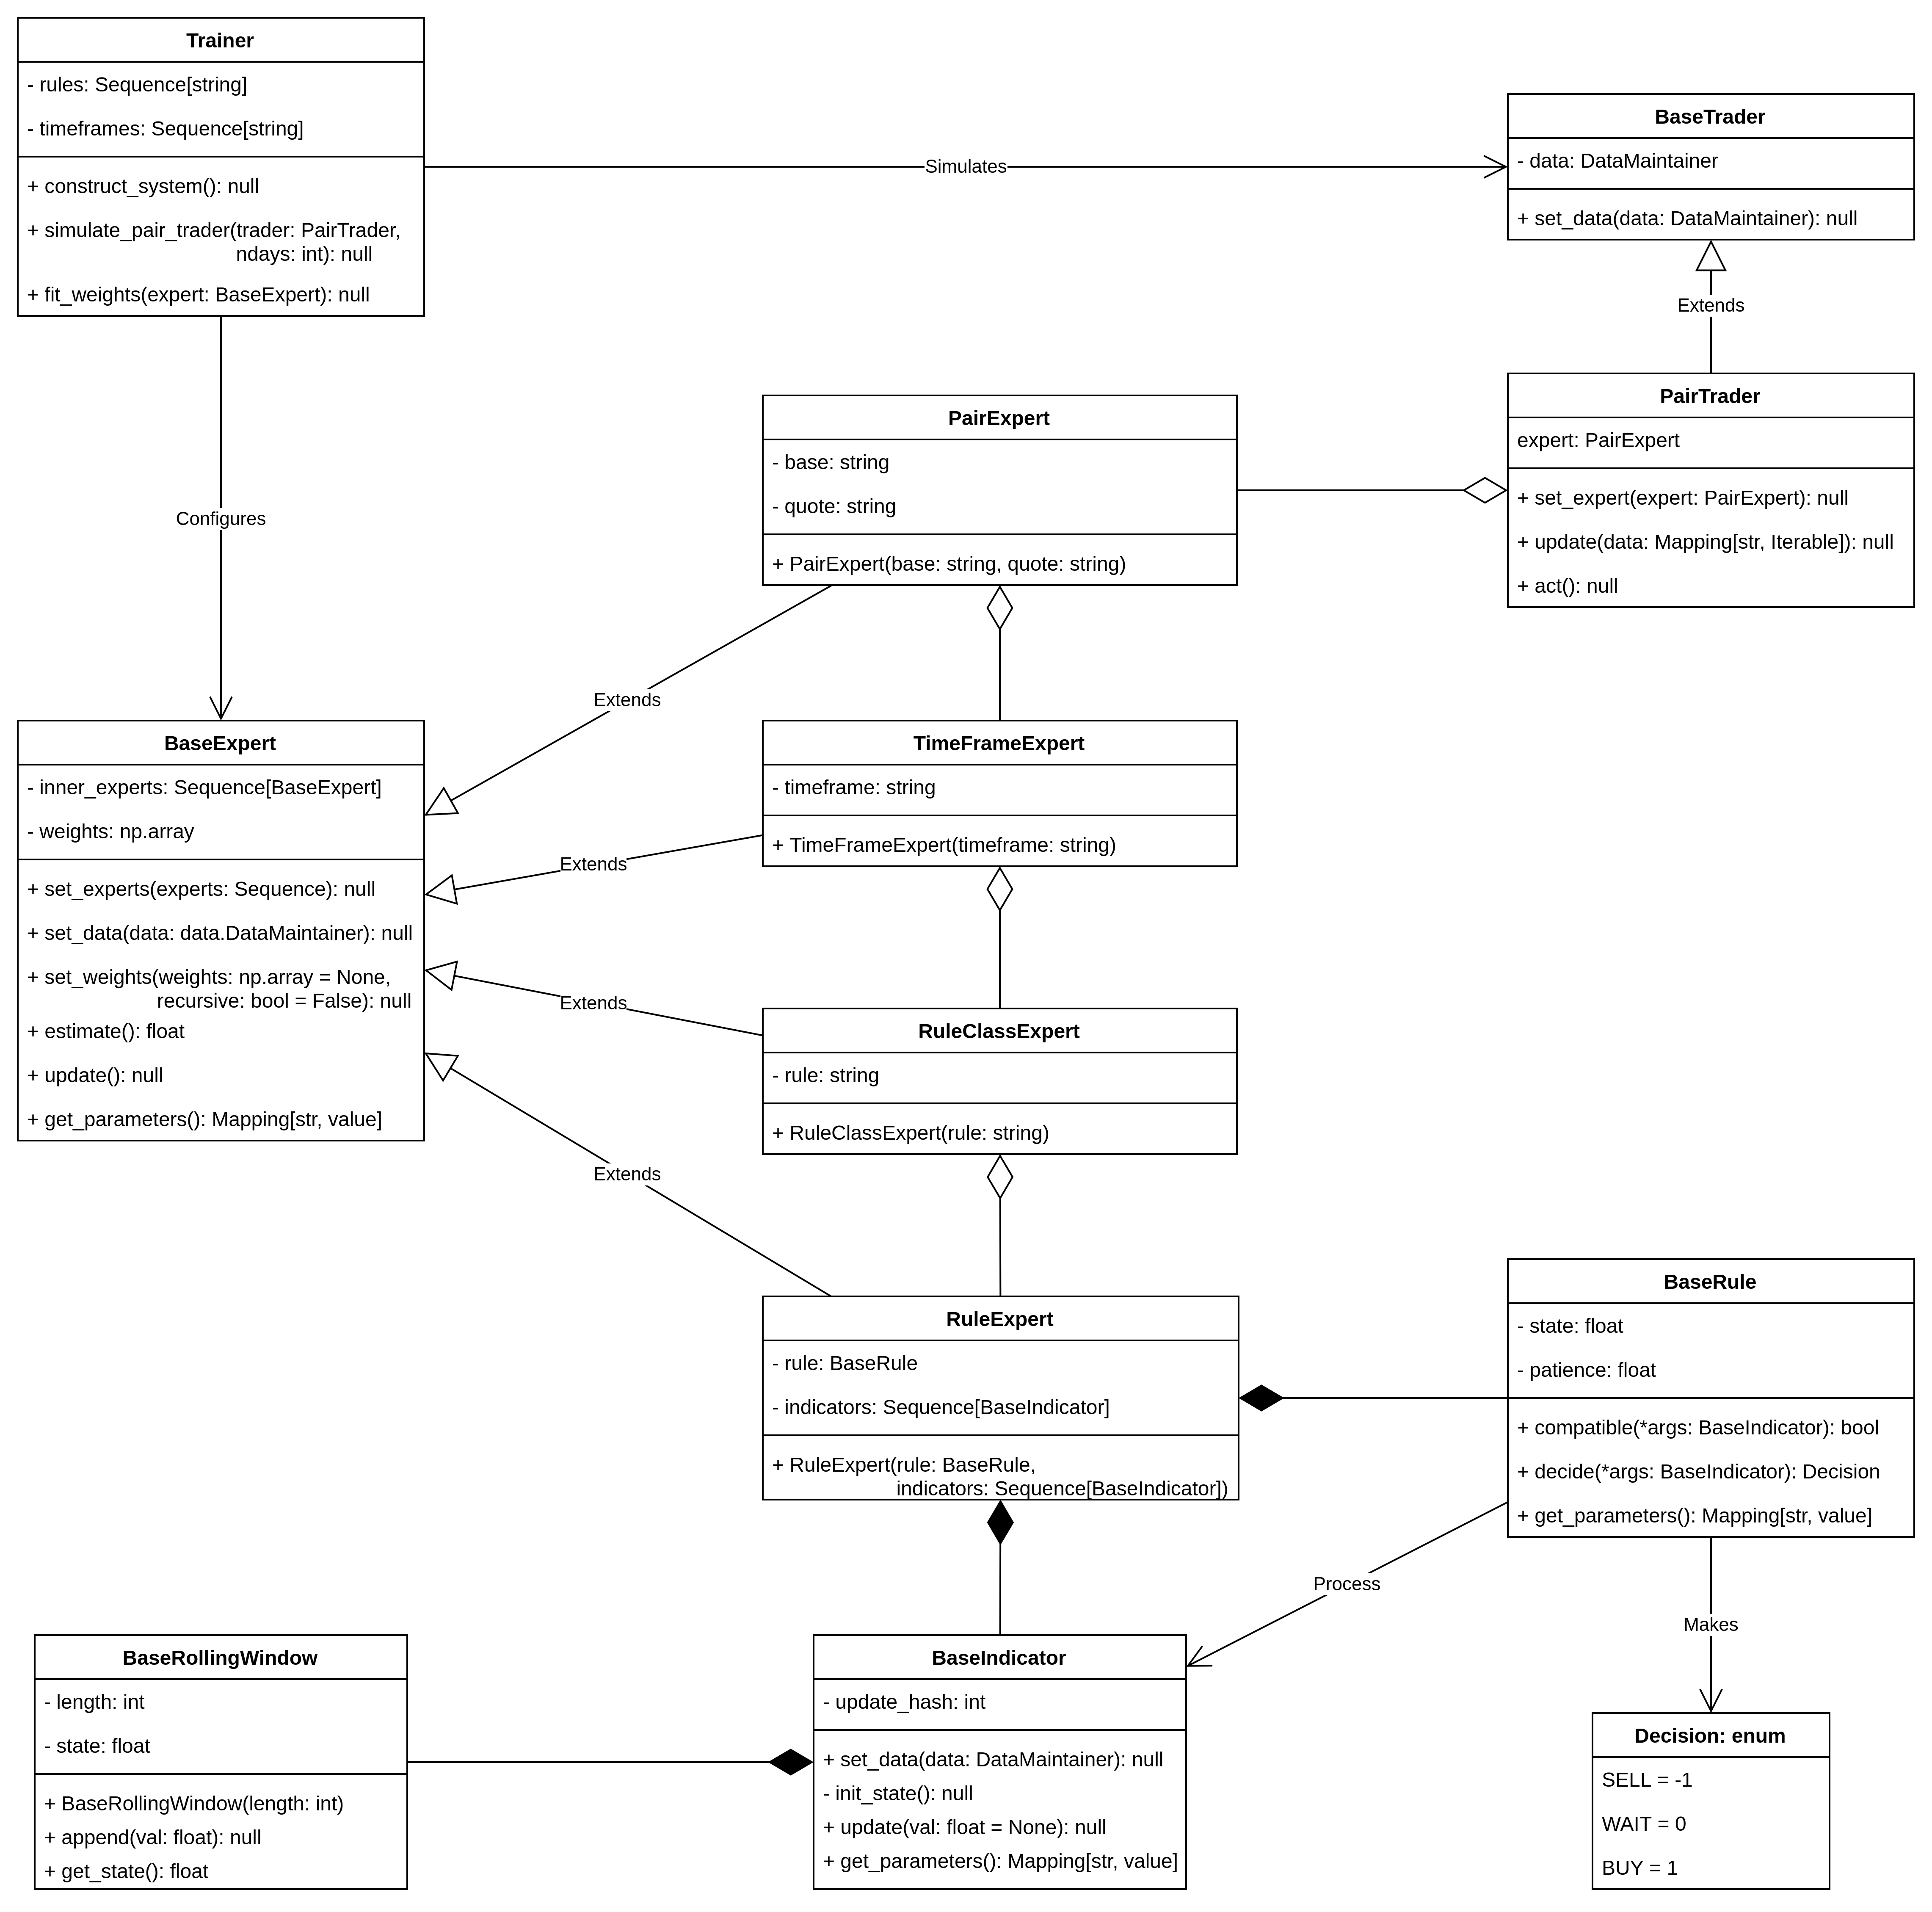 Trainer
- rules: Sequence[string]
- timeframes: Sequence[string]
+ construct_system(): null
+ simulate_pair_trader(trader: PairTrader,
ndays: int): null
+ fit_weights(expert: BaseExpert): null
Simulates
BaseTrader
- data: DataMaintainer
+ set_data(data: DataMaintainer): null
Extends
PairTrader
expert: PairExpert
+ set_expert(expert: PairExpert): null
+ update(data: Mapping[str, Iterable]): null
+ act(): null
PairExpert
- base: string
- quote: string
+ PairExpert(base: string, quote: string)
Configures
Extends
BaseExpert
- inner_experts: Sequence[BaseExpert]
- weights: np.array
+ set_experts(experts: Sequence): null
+ set_data(data: data.DataMaintainer): null
+ set_weights(weights: np.array = None,
recursive: bool = False): null
+ estimate(): float
+ update(): null
+ get_parameters(): Mapping[str, value]
TimeFrameExpert
- timeframe: string
+ TimeFrameExpert(timeframe: string)
Extends
Extends
RuleClassExpert
- rule: string
+ RuleClassExpert(rule: string)
Extends
RuleExpert
- rule: BaseRule
- indicators: Sequence[BaseIndicator]
+ RuleExpert(rule: BaseRule,
indicators: Sequence[BaseIndicator])
BaseRule
- state: float
- patience: float
+ compatible(*args: BaseIndicator): bool
+ decide(*args: BaseIndicator): Decision
+ get_parameters(): Mapping[str, value]
Process
Makes
BaseRollingWindow
- length: int
- state: float
+ BaseRollingWindow(length: int)
+ append(val: float): null
+ get_state(): float
BaseIndicator
- update_hash: int
+ set_data(data: DataMaintainer): null
- init_state(): null
+ update(val: float = None): null
+ get_parameters(): Mapping[str, value]
Decision: enum
SELL = -1
WAIT = 0
BUY = 1